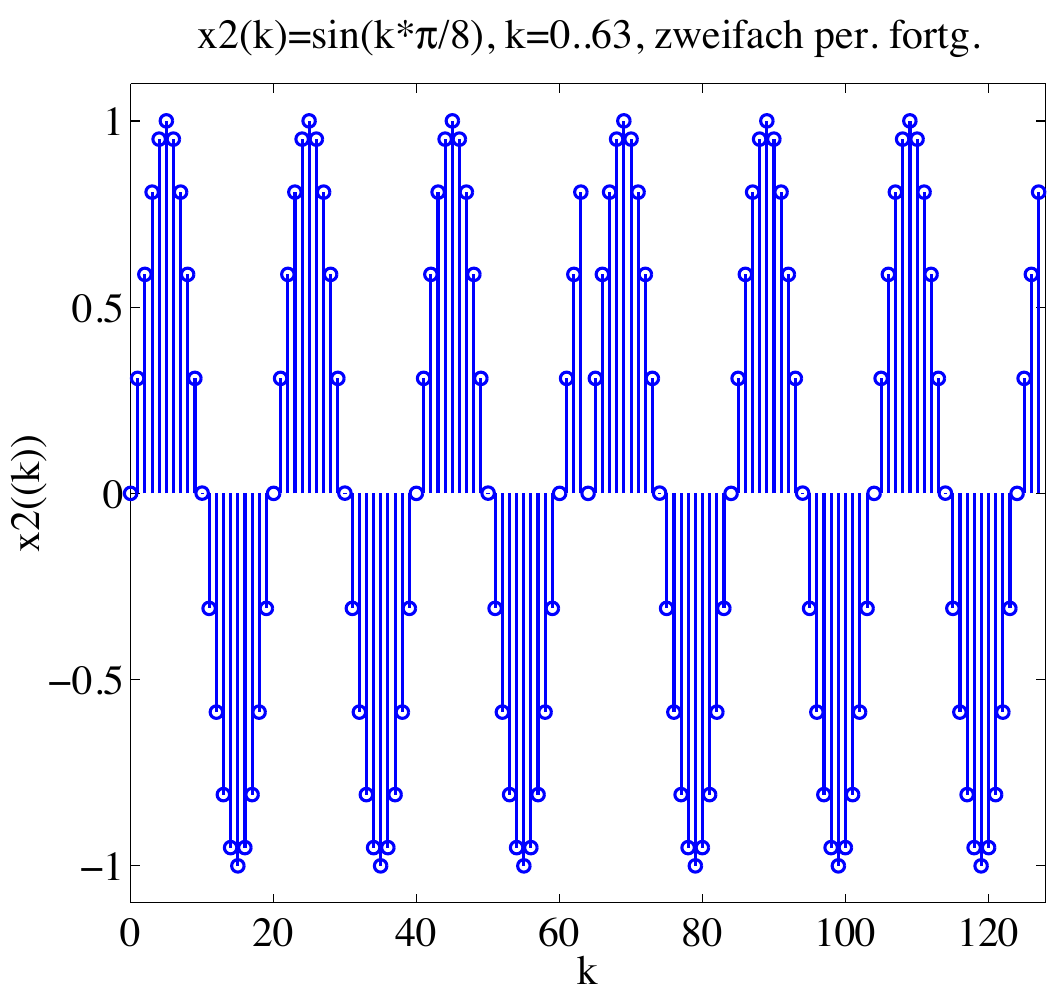 x2(k)=sin(k*π/8), k=0..63, zweifach per. fortg.
1
0.5
0
−0.5
−1
x2((k))
0 20 40 60 80 100 120
k